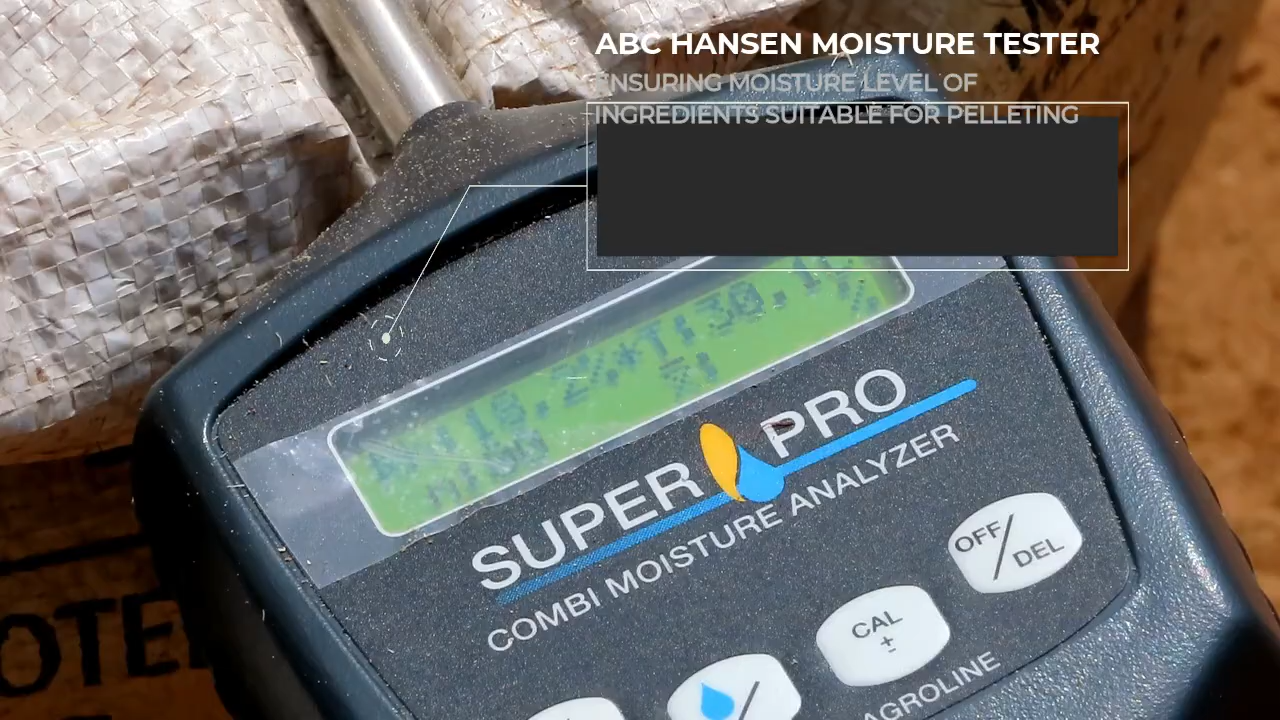 ABC HANSEN MOISTURE TESTER
ENSURING MOISTURE LEVEL OF
INGREDIENTS SUITABLE FOR PELLETING
SUPER PRO
COMBI MOISTURE ANALYZER
OFF/DEL
CAL
±
AGROLINE